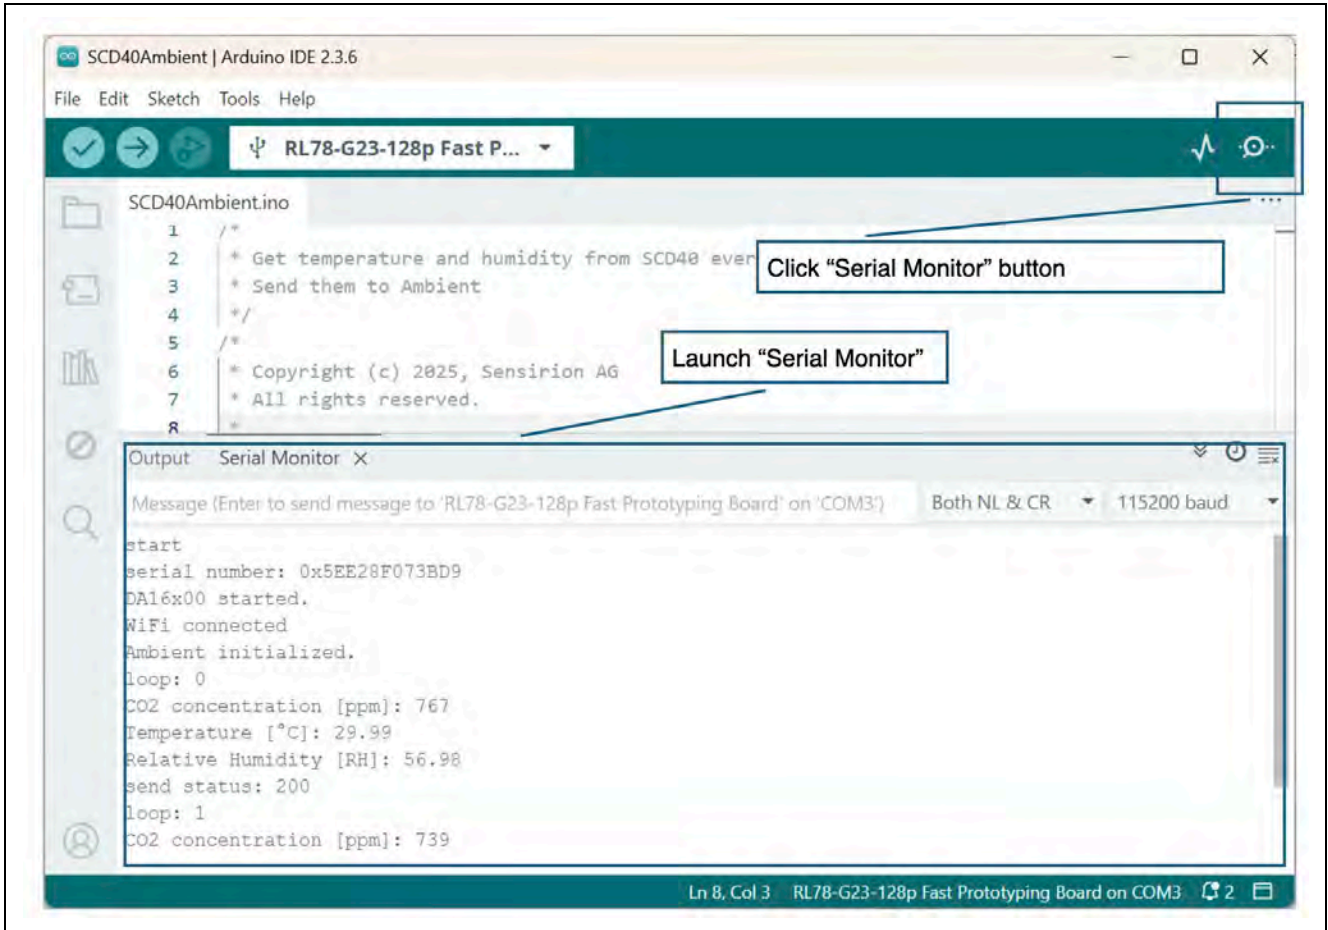 SCD40Ambient | Arduino IDE 2.3.6
File Edit Sketch Tools Help
RL78-G23-128p Fast P...
SCD40Ambient.ino
1 /*
2 * Get temperature and humidity from SCD40 ever
Click “Serial Monitor” button
3 * Send them to Ambient
4 */
5 /*
Launch “Serial Monitor”
6 * Copyright (c) 2025, Sensirion AG
7 * All rights reserved.
8 *
Output Serial Monitor X
Message (Enter to send message to 'RL78-G23-128p Fast Prototyping Board' on 'COM3') Both NL & CR 115200 baud
start
serial number: 0x5EE28F073BD9
DA16x00 started.
WiFi connected
Ambient initialized.
loop: 0
CO2 concentration [ppm]: 767
Temperature [°C]: 29.99
Relative Humidity [RH]: 56.98
send status: 200
loop: 1
CO2 concentration [ppm]: 739
Ln 8, Col 3 RL78-G23-128p Fast Prototyping Board on COM3 2